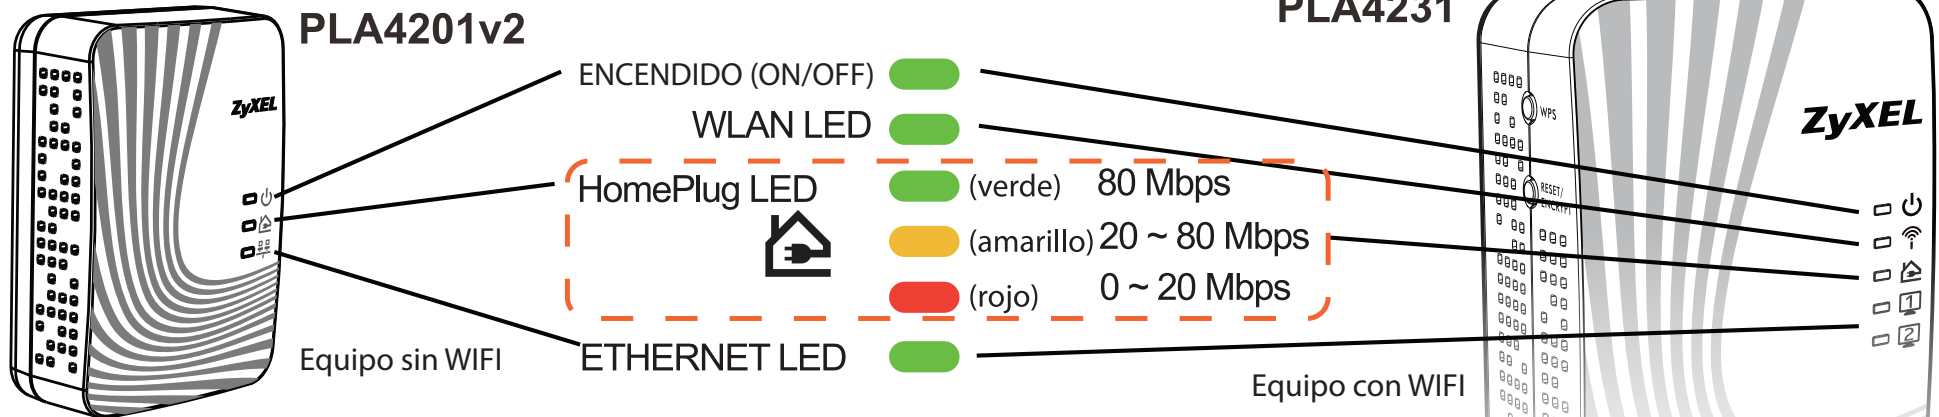 PLA4201v2
PLA4231
ENCENDIDO (ON/OFF)
WLAN LED
HomePlug LED
(verde) 80 Mbps
(amarillo) 20 ~ 80 Mbps
(rojo) 0 ~ 20 Mbps
ETHERNET LED
Equipo sin WIFI
Equipo con WIFI
ZyXEL
ZyXEL
WPS
RESET/
ENCRYPT
1
2